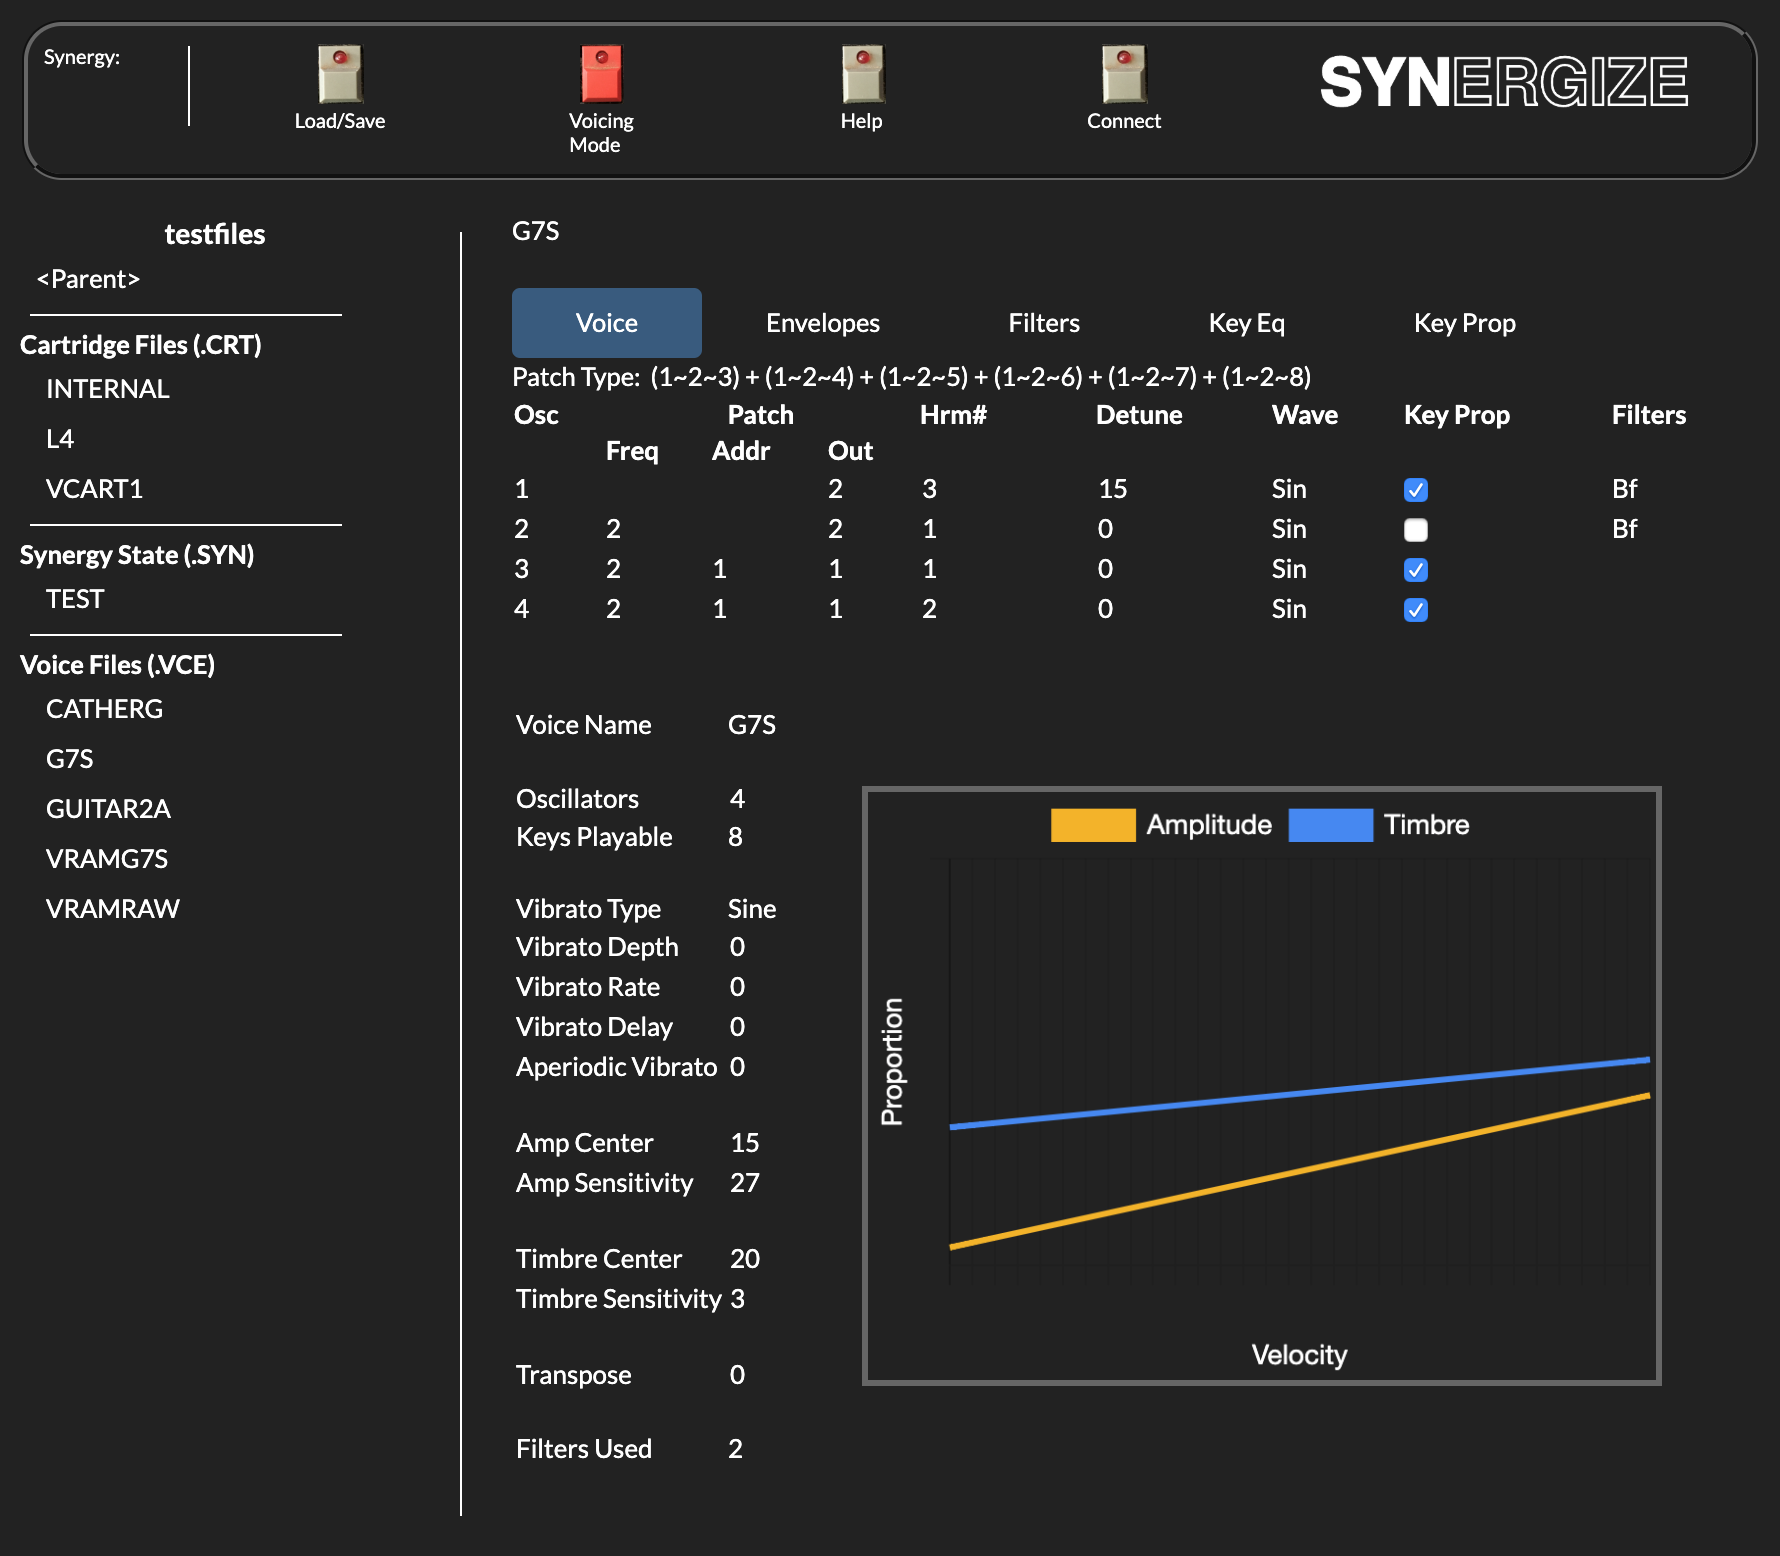 Synergy:
Load/Save
Voicing
Mode
Help
Connect
SYNERGIZE
testfiles
<Parent>
Cartridge Files (.CRT)
INTERNAL
L4
VCART1
Synergy State (.SYN)
TEST
Voice Files (.VCE)
CATHERG
G7S
GUITAR2A
VRAMG7S
VRAMRAW
G7S
Voice Envelopes Filters Key Eq Key Prop
Patch Type: (1~2~3) + (1~2~4) + (1~2~5) + (1~2~6) + (1~2~7) + (1~2~8)
Osc Patch Hrm# Detune Wave Key Prop Filters
Freq Addr Out
1 2 3 15 Sin Bf
2 2 2 1 0 Sin Bf
3 2 1 1 1 0 Sin
4 2 1 1 2 0 Sin
Voice Name G7S
Oscillators 4
Keys Playable 8
Vibrato Type Sine
Vibrato Depth 0
Vibrato Rate 0
Vibrato Delay 0
Aperiodic Vibrato 0
Amp Center 15
Amp Sensitivity 27
Timbre Center 20
Timbre Sensitivity 3
Transpose 0
Filters Used 2
Amplitude Timbre
Proportion
Velocity